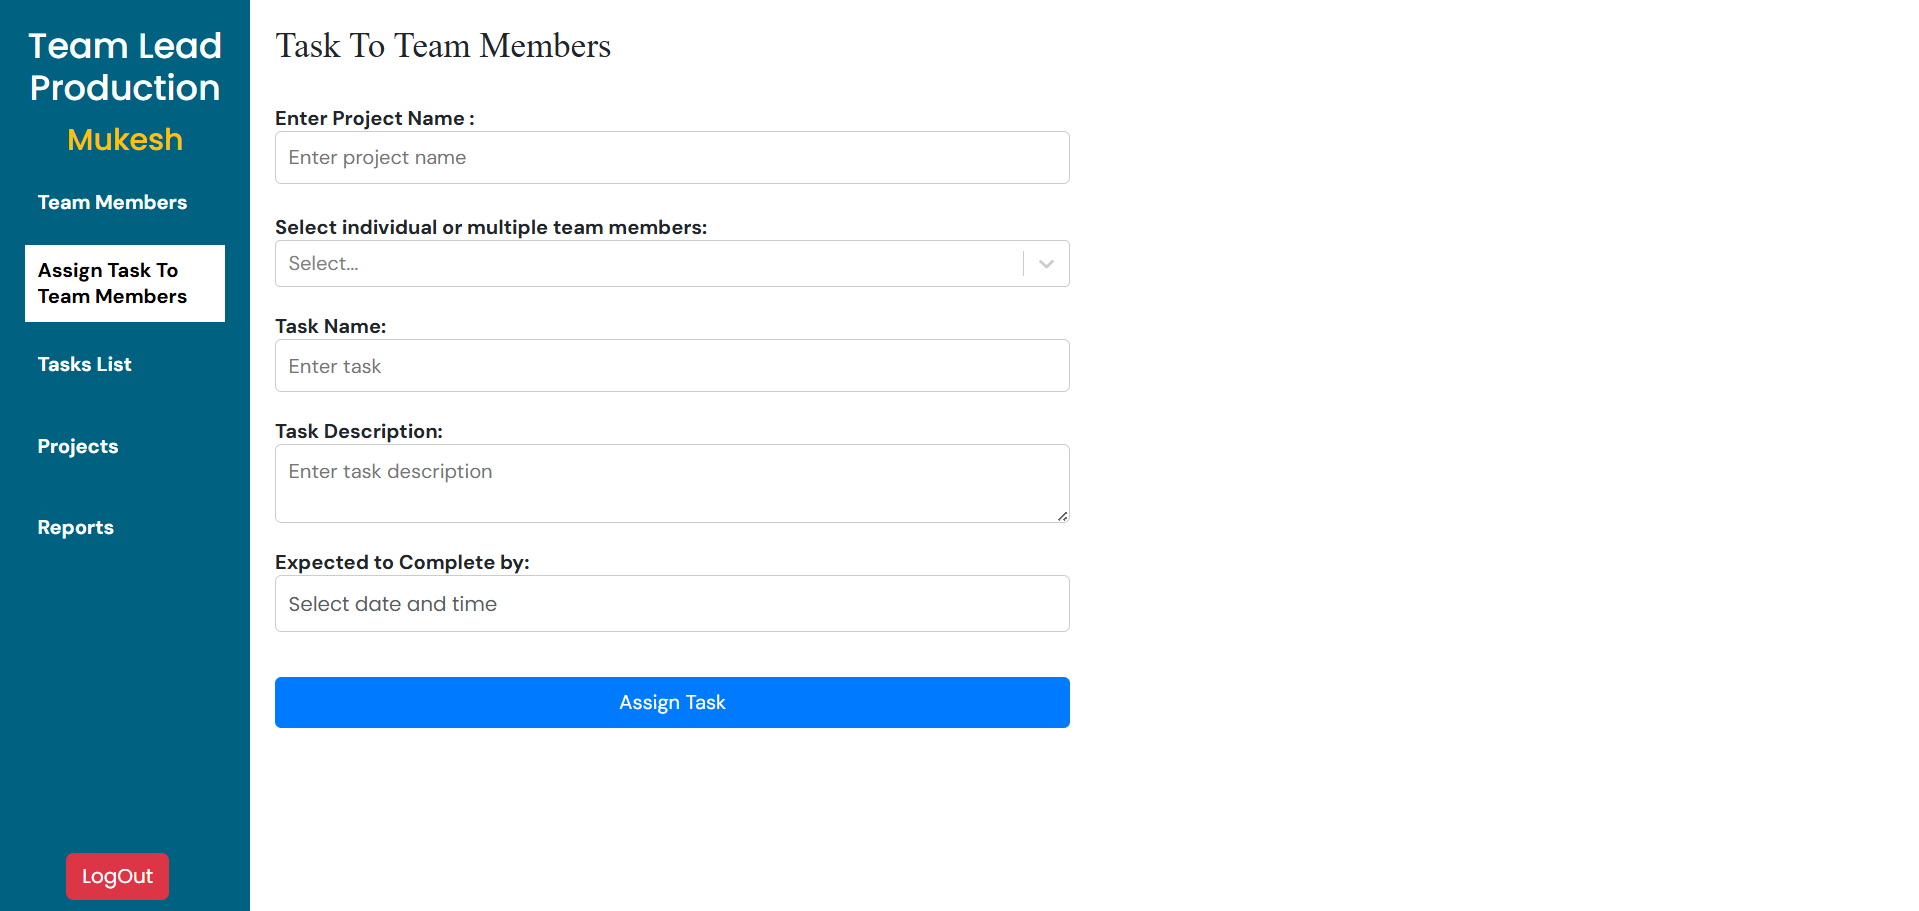 Team Lead
Production
Mukesh
Team Members
Assign Task To
Team Members
Tasks List
Projects
Reports
LogOut
Task To Team Members
Enter Project Name :
Enter project name
Select individual or multiple team members:
Select...
Task Name:
Enter task
Task Description:
Enter task description
Expected to Complete by:
Select date and time
Assign Task